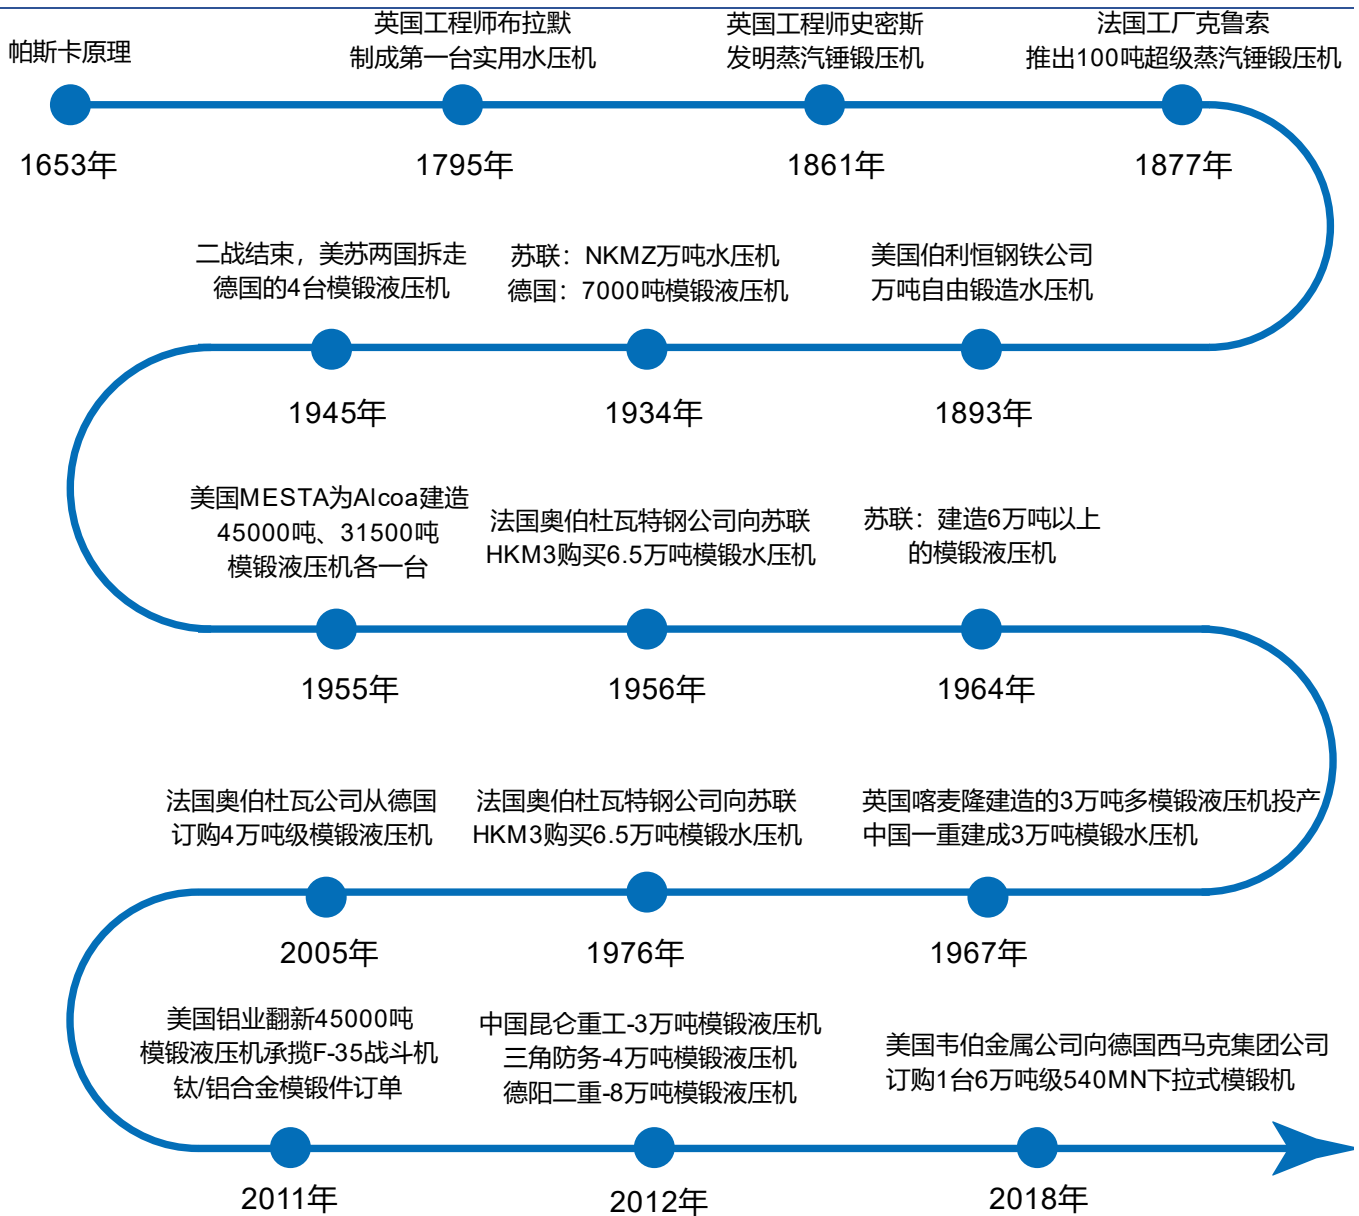 帕斯卡原理
1653年
英国工程师布拉默
制成第一台实用水压机
1795年
英国工程师史密斯
发明蒸汽锤锻压机
1861年
法国工厂克鲁索
推出100吨超级蒸汽锤锻压机
1877年
美国伯利恒钢铁公司
万吨自由锻造水压机
1893年
苏联：NKMZ万吨水压机
德国：7000吨模锻液压机
1934年
二战结束，美苏两国拆走
德国的4台模锻液压机
1945年
美国MESTA为Alcoa建造
45000吨、31500吨
模锻液压机各一台
1955年
法国奥伯杜瓦特钢公司向苏联
HKM3购买6.5万吨模锻水压机
1956年
苏联：建造6万吨以上
的模锻液压机
1964年
英国喀麦隆建造的3万吨多模锻液压机投产
中国一重建成3万吨模锻水压机
1967年
法国奥伯杜瓦特钢公司向苏联
HKM3购买6.5万吨模锻水压机
1976年
法国奥伯杜瓦公司从德国
订购4万吨级模锻液压机
2005年
美国铝业翻新45000吨
模锻液压机承揽F-35战斗机
钛/铝合金模锻件订单
2011年
中国昆仑重工-3万吨模锻液压机
三角防务-4万吨模锻液压机
德阳二重-8万吨模锻液压机
2012年
美国韦伯金属公司向德国西马克集团公司
订购1台6万吨级540MN下拉式模锻机
2018年